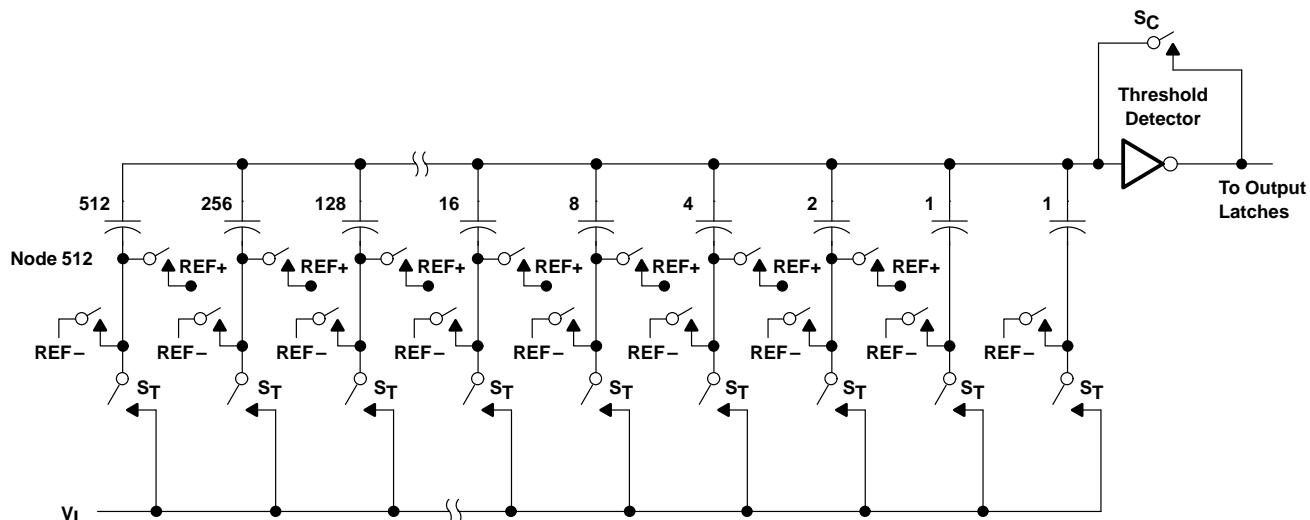 SC
Threshold
Detector
To Output
Latches
512 256 128 16 8 4 2 1 1
Node 512
REF+ REF+ REF+ REF+ REF+ REF+ REF+
REF− REF− REF− REF− REF− REF− REF− REF− REF−
ST ST ST ST ST ST ST ST ST
VI